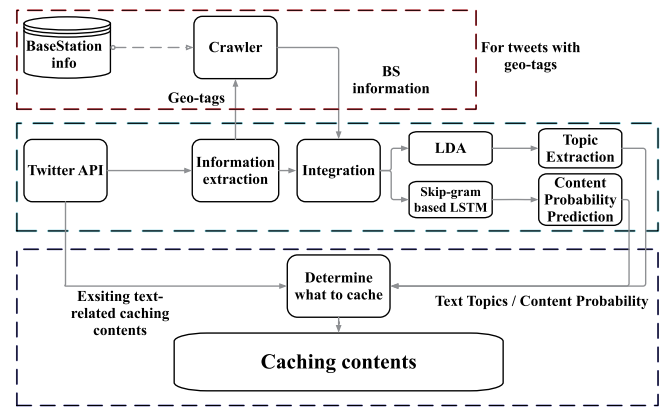 BaseStation
info
Crawler
For tweets with
geo-tags
BS
information
Geo-tags
Twitter API
Information
extraction
Integration
LDA
Topic
Extraction
Skip-gram
based LSTM
Content
Probability
Prediction
Determine
what to cache
Exsiting text-
related caching
contents
Text Topics / Content Probability
Caching contents